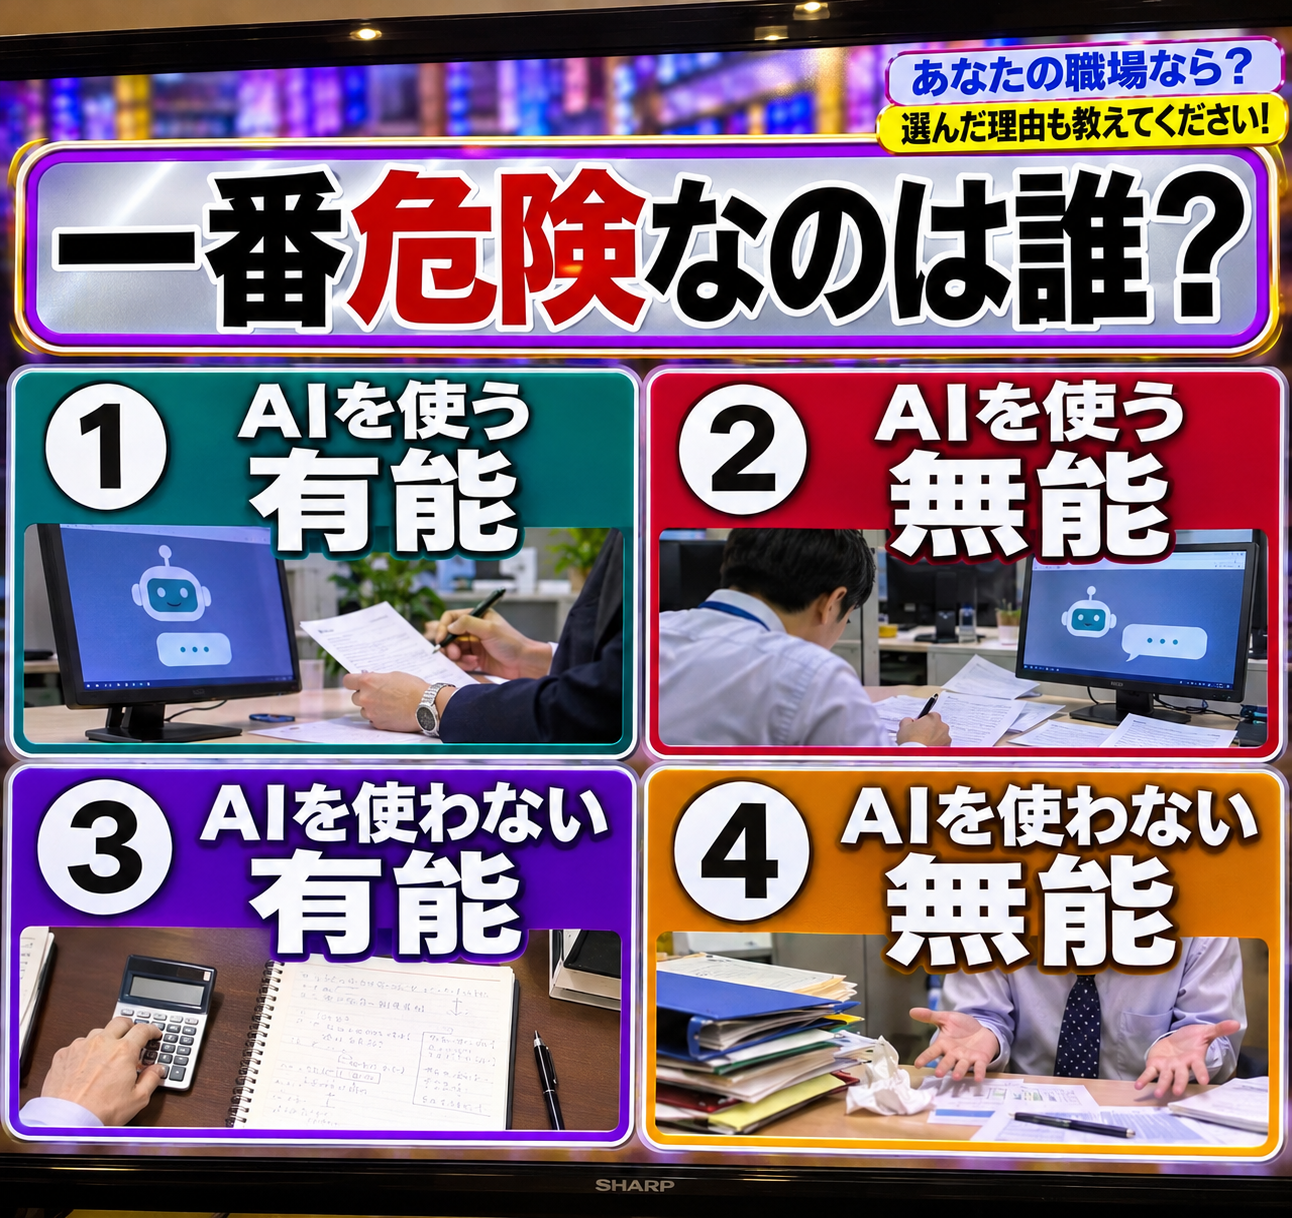 あなたの職場なら?
選んだ理由も教えてください!
一番危険なのは誰?
1
AIを使う
有能
2
AIを使う
無能
3
AIを使わない
有能
4
AIを使わない
無能
SHARP